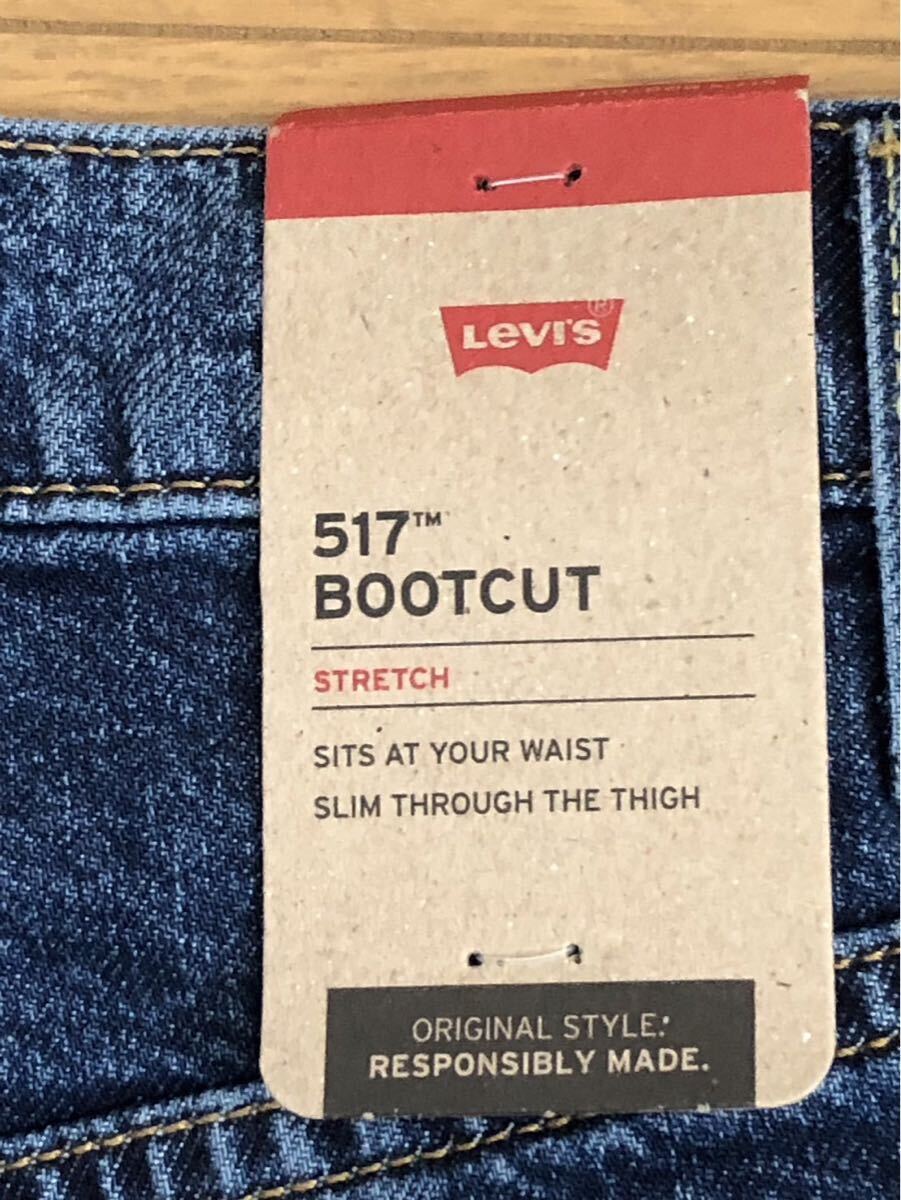 Levi's®
517™
BOOTCUT
STRETCH
SITS AT YOUR WAIST
SLIM THROUGH THE THIGH
ORIGINAL STYLE.
RESPONSIBLY MADE.